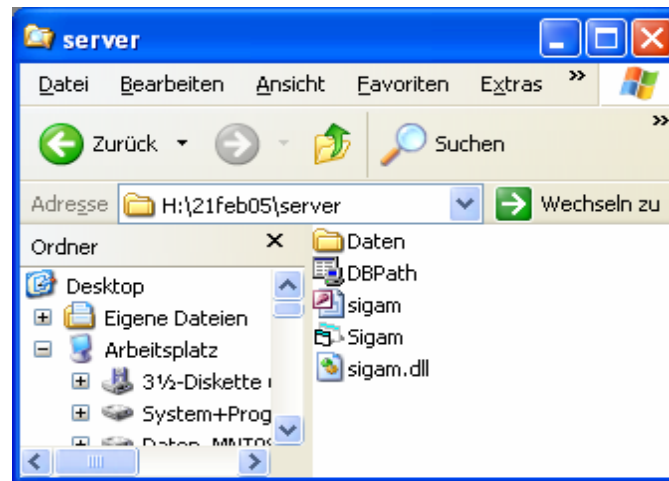 server
Datei Bearbeiten Ansicht Favoriten Extras »
Zurück Suchen »
Adresse H:\21feb05\server Wechseln zu
Ordner
Desktop
Eigene Dateien
Arbeitsplatz
3½-Diskette
System+Prog
Daten
Daten
DBPath
sigam
Sigam
sigam.dll